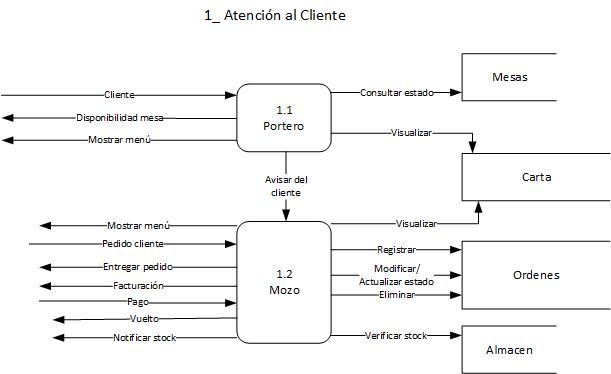 1_ Atención al Cliente
Cliente
Disponibilidad mesa
Mostrar menú
1.1
Portero
Consultar estado
Mesas
Visualizar
Carta
Avisar del
cliente
Mostrar menú
Pedido cliente
Entregar pedido
Facturación
Pago
Vuelto
Notificar stock
1.2
Mozo
Visualizar
Registrar
Modificar/
Actualizar estado
Eliminar
Ordenes
Verificar stock
Almacen